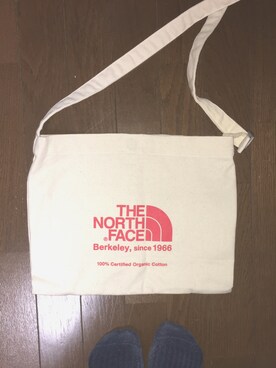 THE
NORTH
FACE
Berkeley, since 1966
100% Certified Organic Cotton